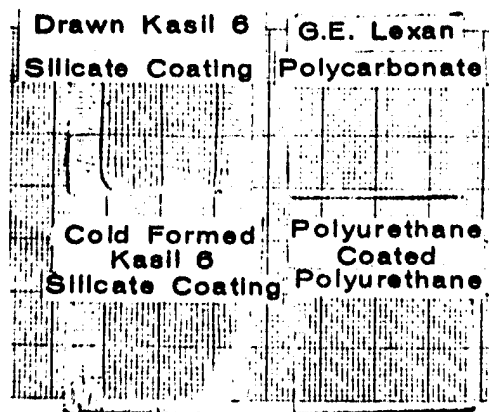 Drawn Kasil 6
Silicate Coating
G.E. Lexan
Polycarbonate
Cold Formed
Kasil 6
Silicate Coating
Polyurethane
Coated
Polyurethane